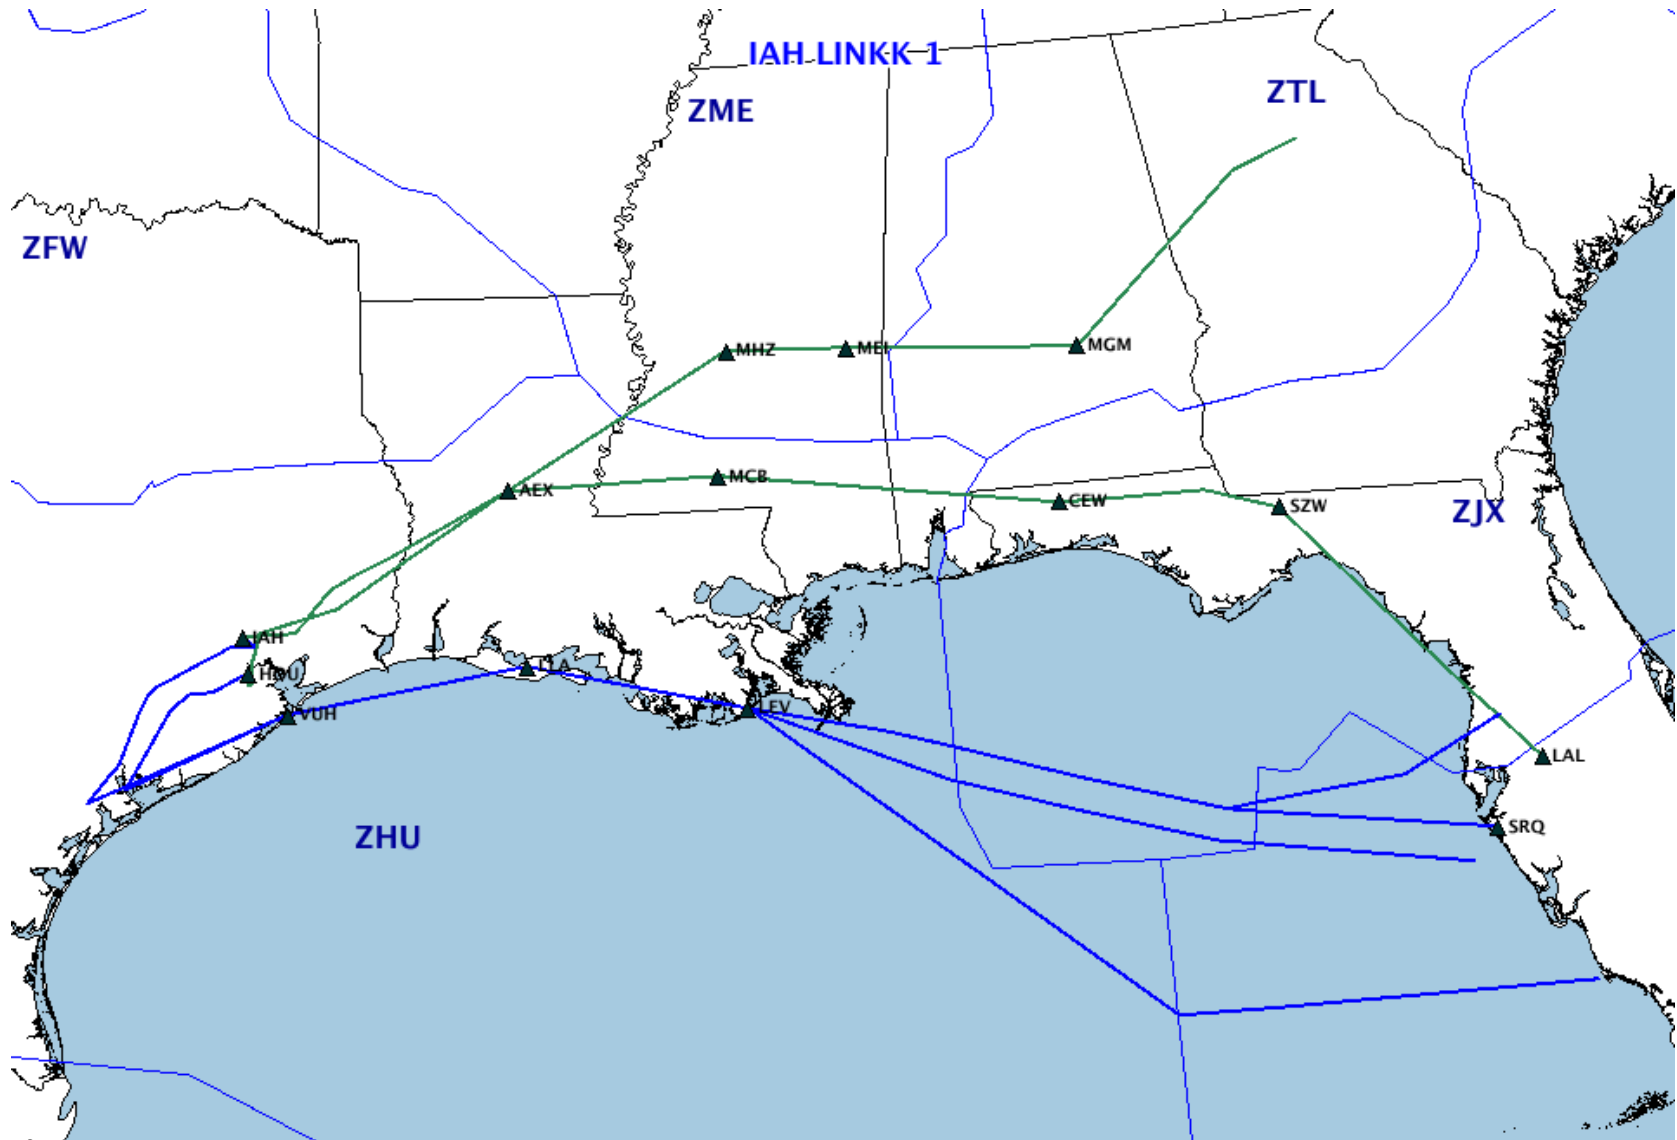 IAH LINKK 1
ZTL
ZME
ZFW
MHZ
MEI
MGM
MCB
AEX
CEW
SZW
ZJX
IAH
HOU
LEV
VUH
LAL
SRQ
ZHU